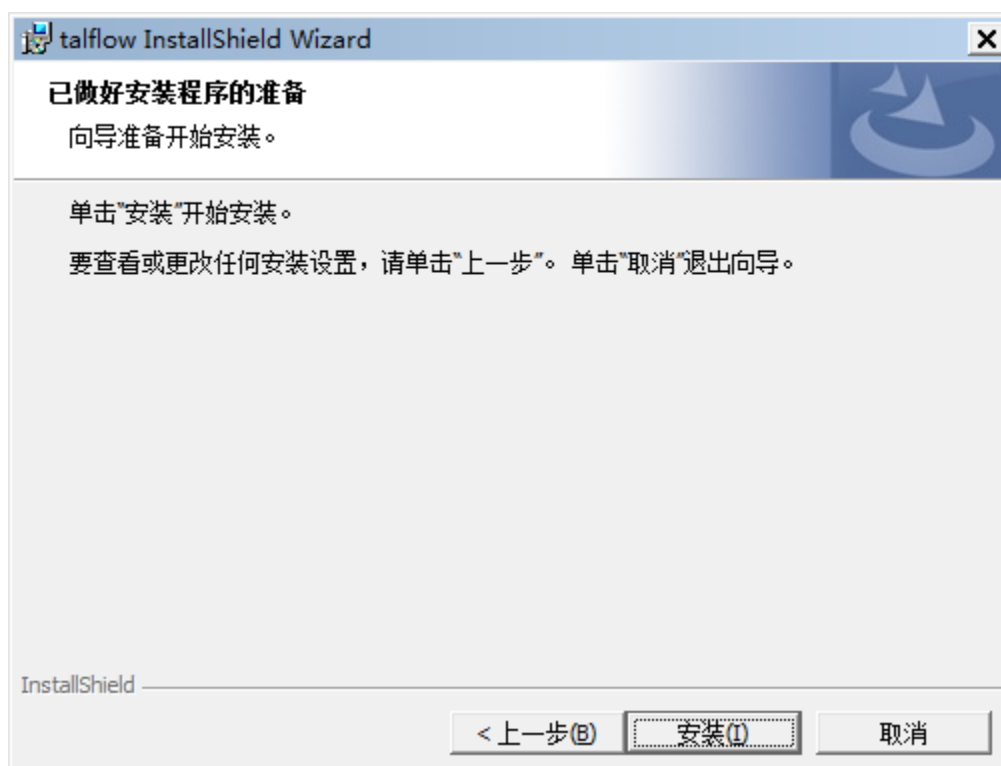 talflow InstallShield Wizard
已做好安装程序的准备
向导准备开始安装。
单击"安装"开始安装。
要查看或更改任何安装设置，请单击"上一步"。 单击"取消"退出向导。
InstallShield
< 上一步(B) 安装(I) 取消